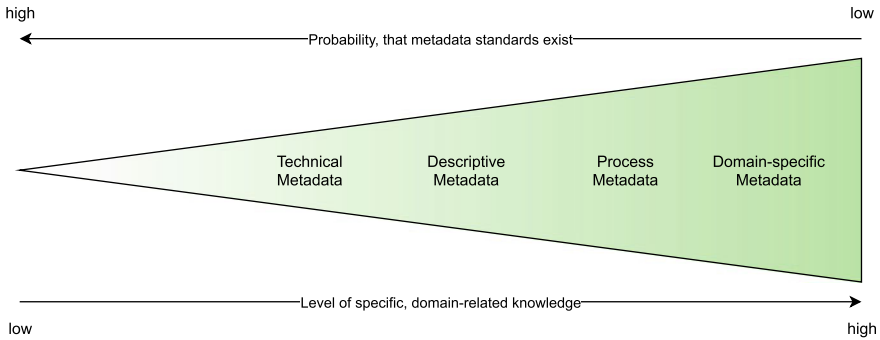 high
low
Probability, that metadata standards exist
Technical
Metadata
Descriptive
Metadata
Process
Metadata
Domain-specific
Metadata
Level of specific, domain-related knowledge
low
high